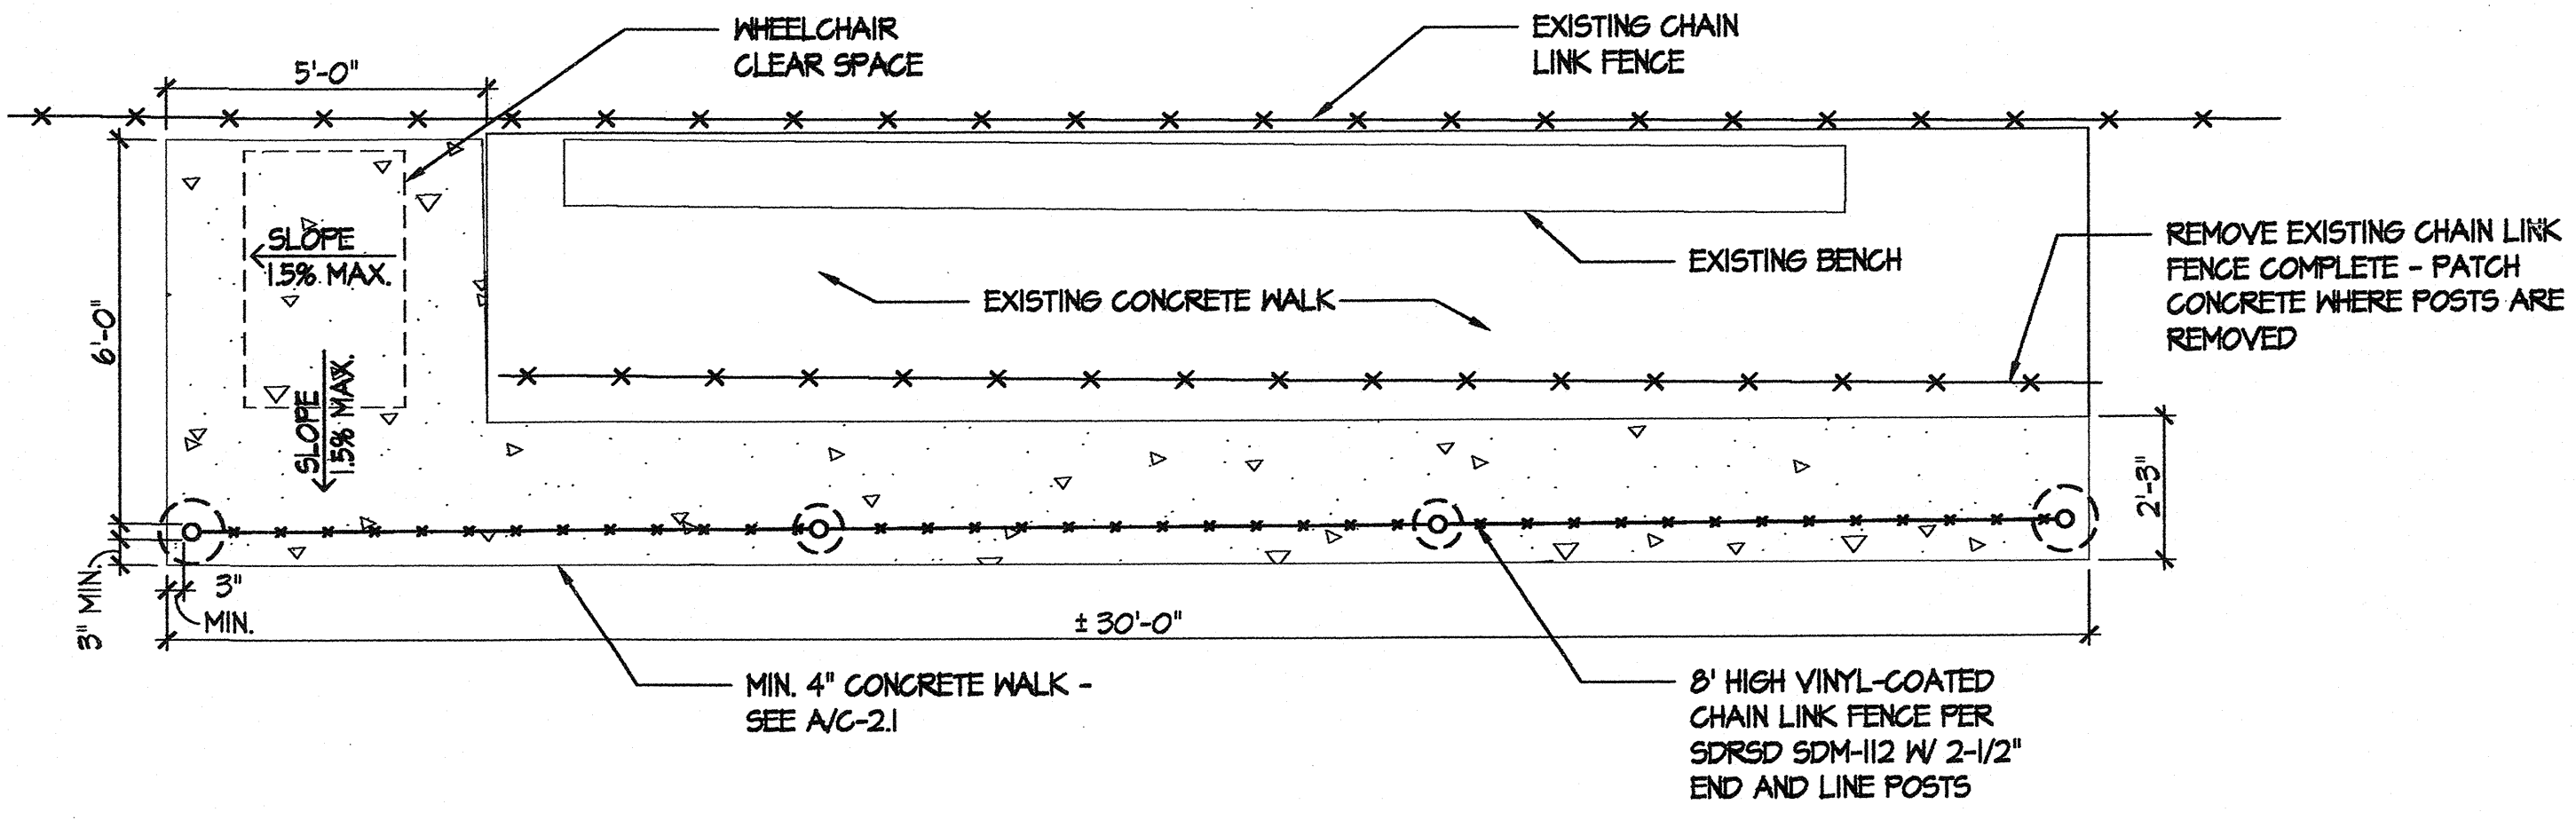 WHEELCHAIR
CLEAR SPACE
EXISTING CHAIN
LINK FENCE
5'-0"
SLOPE
1.5% MAX.
EXISTING BENCH
REMOVE EXISTING CHAIN LINK
FENCE COMPLETE - PATCH
CONCRETE WHERE POSTS ARE
REMOVED
EXISTING CONCRETE WALK
6'-0"
SLOPE
1.5% MAX.
2'-3"
3" MIN.
3"
MIN.
± 30'-0"
MIN. 4" CONCRETE WALK -
SEE A/C-2.1
8' HIGH VINYL-COATED
CHAIN LINK FENCE PER
SDRSD SDM-112 W/ 2-1/2"
END AND LINE POSTS